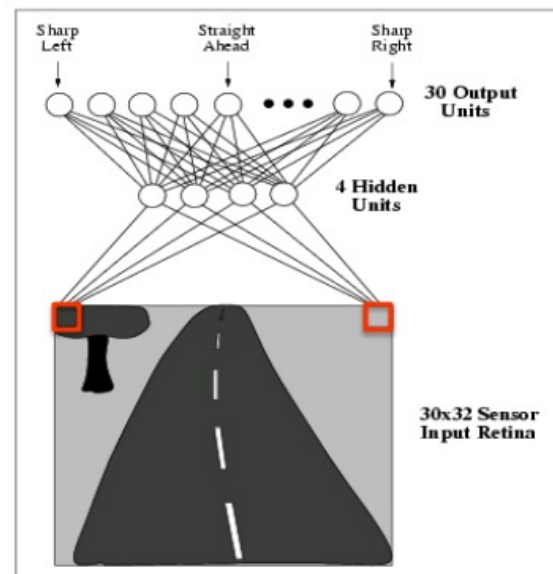 Sharp
Left
Straight
Ahead
Sharp
Right
30 Output
Units
4 Hidden
Units
30x32 Sensor
Input Retina